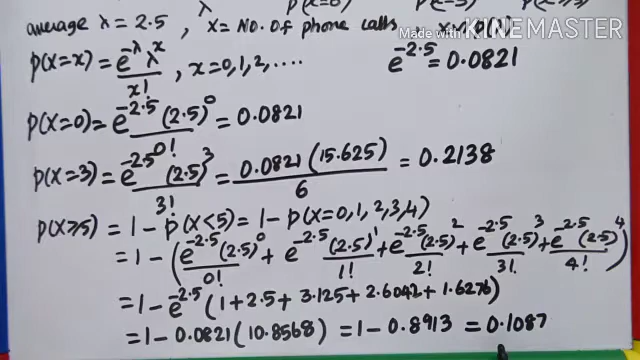 λ P(X=0)
average λ = 2.5 , X = No. Of phone calls X~P(λ)
Made with KINEMASTER
P(X=x) = e^-λ λ^x / x! , x=0,1,2,.... e^-2.5 = 0.0821
P(X=0) = e^-2.5 (2.5)^0 / 0! = 0.0821
P(X=3) = e^-2.5 (2.5)^3 / 3! = 0.0821 (15.625) / 6 = 0.2138
P(X≥5) = 1 - P(X<5) = 1 - P(X=0,1,2,3,4)
= 1 - (e^-2.5 (2.5)^0 / 0! + e^-2.5 (2.5)^1 / 1! + e^-2.5 (2.5)^2 / 2! + e^-2.5 (2.5)^3 / 3! + e^-2.5 (2.5)^4 / 4!)
= 1 - e^-2.5 (1 + 2.5 + 3.125 + 2.6042 + 1.6276)
= 1 - 0.0821 (10.8568) = 1 - 0.8913 = 0.1087